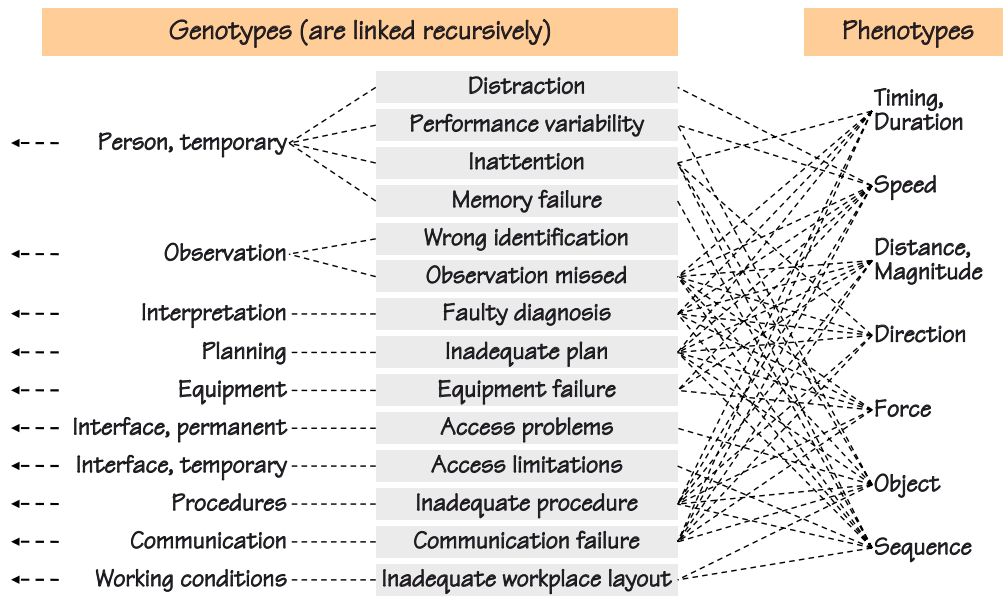 Genotypes (are linked recursively)
Phenotypes
Person, temporary
Observation
Interpretation
Planning
Equipment
Interface, permanent
Interface, temporary
Procedures
Communication
Working conditions
Distraction
Performance variability
Inattention
Memory failure
Wrong identification
Observation missed
Faulty diagnosis
Inadequate plan
Equipment failure
Access problems
Access limitations
Inadequate procedure
Communication failure
Inadequate workplace layout
Timing,
Duration
Speed
Distance,
Magnitude
Direction
Force
Object
Sequence